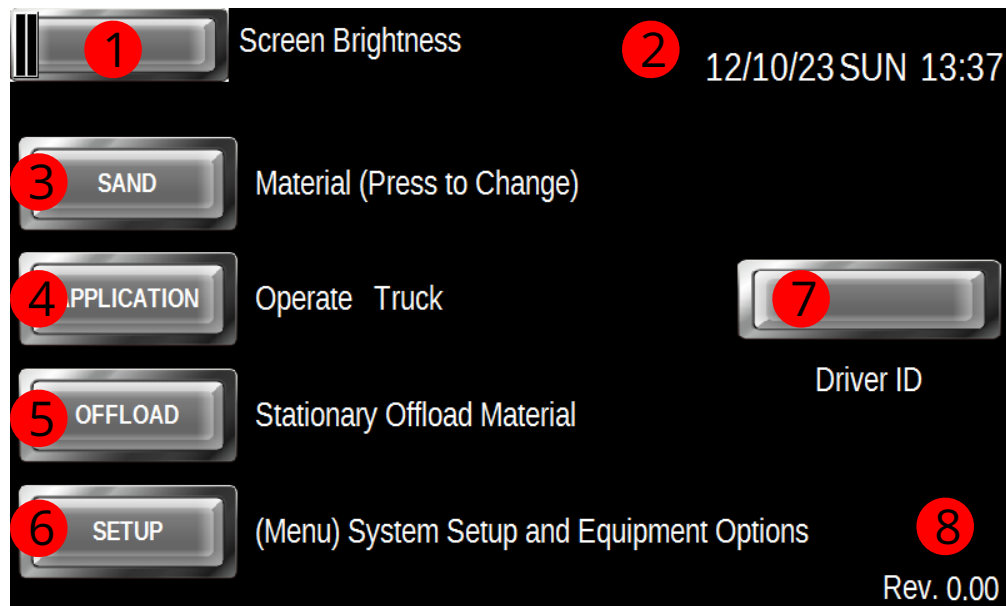 1 Screen Brightness 2
12/10/23 SUN 13:37
3 SAND Material (Press to Change)
4 PPLICATION Operate Truck
7
Driver ID
5 OFFLOAD Stationary Offload Material
6 SETUP (Menu) System Setup and Equipment Options 8
Rev. 0.00